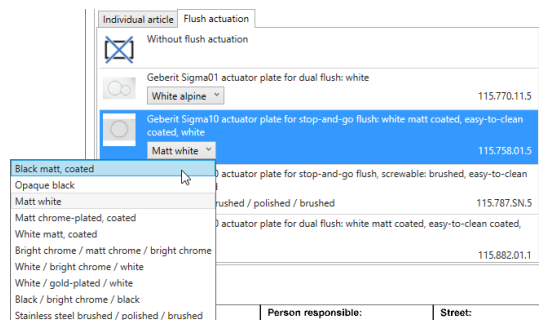 Individual article Flush actuation
Without flush actuation
Geberit Sigma01 actuator plate for dual flush: white
White alpine
115.770.11.5
Geberit Sigma10 actuator plate for stop-and-go flush: white matt coated, easy-to-clean
coated, white
Matt white
115.758.01.5
Black matt, coated
Opaque black
Matt white
Matt chrome-plated, coated
White matt, coated
Bright chrome / matt chrome / bright chrome
White / bright chrome / white
White / gold-plated / white
Black / bright chrome / black
Stainless steel brushed / polished / brushed
actuator plate for stop-and-go flush, screwable: brushed, easy-to-clean
/ polished / brushed
115.787.SN.5
actuator plate for dual flush: white matt coated, easy-to-clean coated,
115.882.01.1
Person responsible: Street: